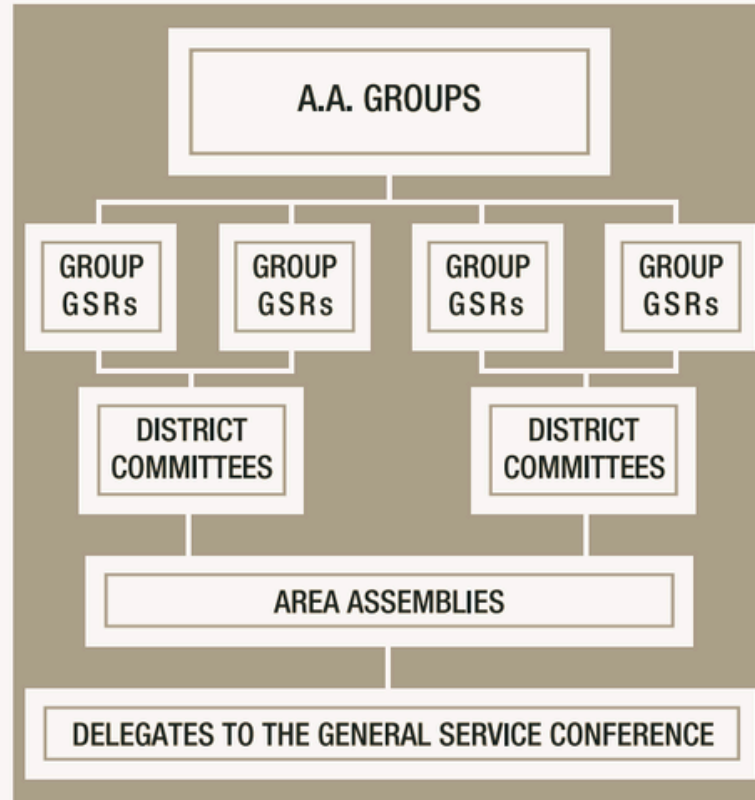 A.A. GROUPS
GROUP
GSRs
GROUP
GSRs
GROUP
GSRs
GROUP
GSRs
DISTRICT
COMMITTEES
DISTRICT
COMMITTEES
AREA ASSEMBLIES
DELEGATES TO THE GENERAL SERVICE CONFERENCE